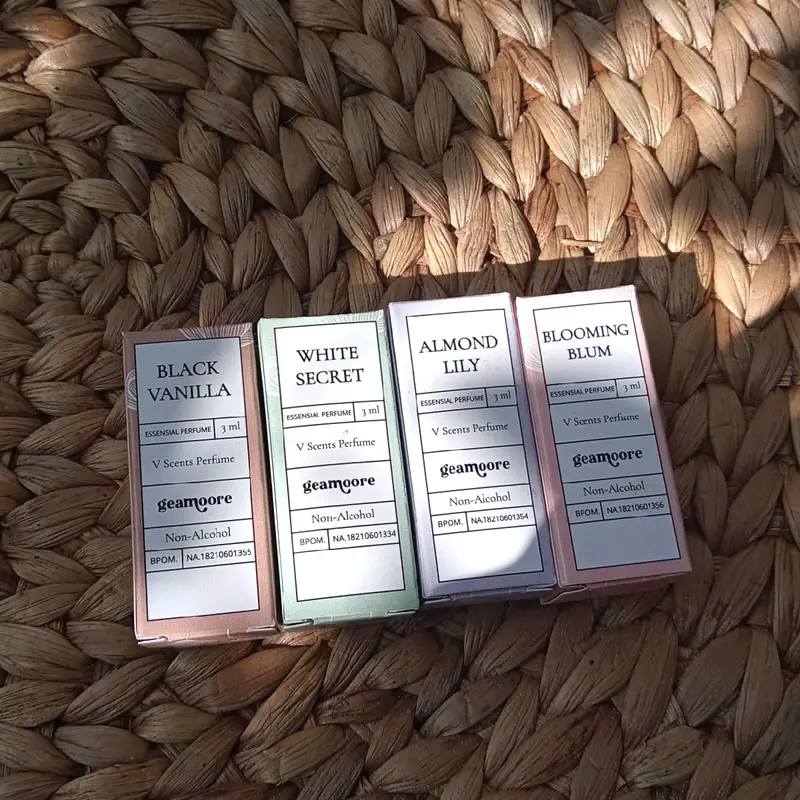 BLACK
VANILLA
ESSENSIAL PERFUME 3 ml
V Scents Perfume
geamoore
Non-Alcohol
BPOM. NA.18210601355
WHITE
SECRET
ESSENSIAL PERFUME 3 ml
V Scents Perfume
geamoore
Non-Alcohol
BPOM. NA.18210601334
ALMOND
LILY
ESSENSIAL PERFUME 3 ml
V Scents Perfume
geamoore
Non-Alcohol
BPOM. NA.18210601354
BLOOMING
BLUM
ESSENSIAL PERFUME 3 ml
V Scents Perfume
geamoore
Non-Alcohol
BPOM. NA.18210601356